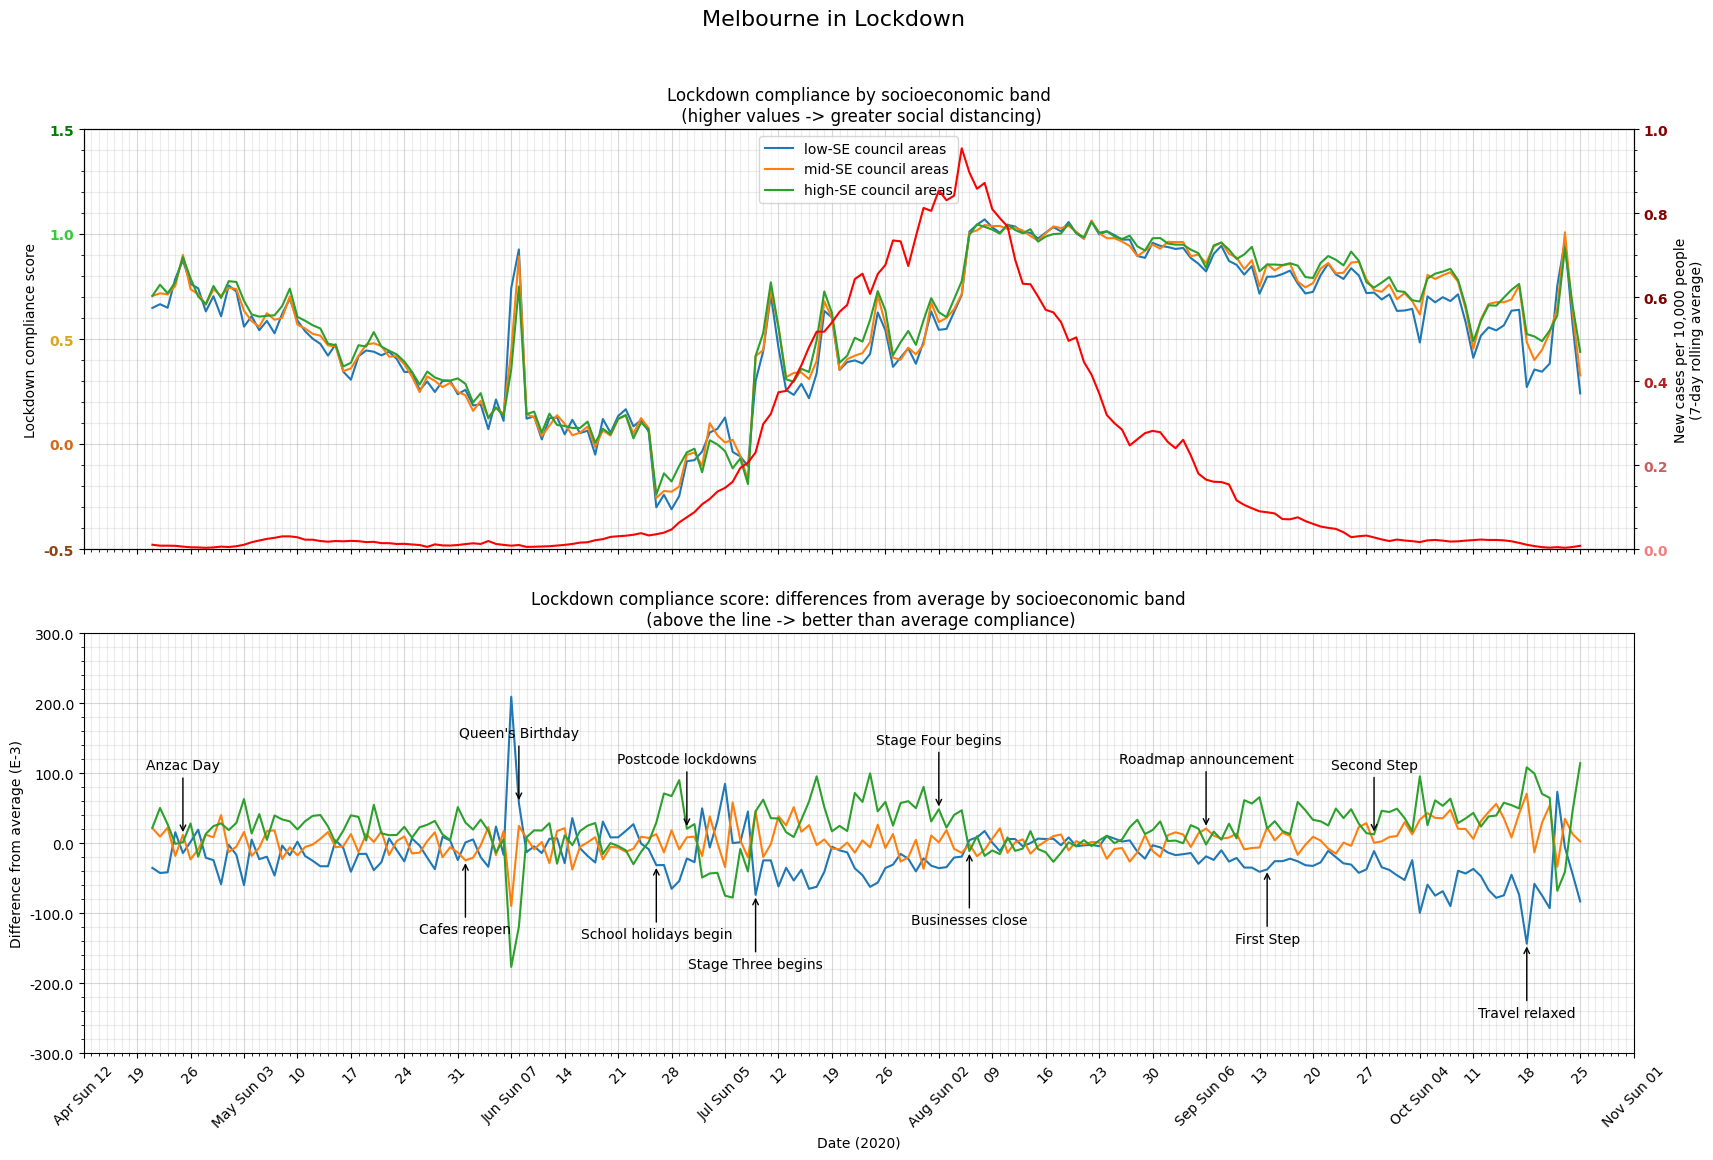 Melbourne in Lockdown
Lockdown compliance by socioeconomic band
(higher values -> greater social distancing)
low-SE council areas
mid-SE council areas
high-SE council areas
Lockdown compliance score
1.5
1.0
0.5
0.0
-0.5
1.0
0.8
0.6
0.4
0.2
0.0
New cases per 10,000 people
(7-day rolling average)
Lockdown compliance score: differences from average by socioeconomic band
(above the line -> better than average compliance)
Difference from average (E-3)
300.0
200.0
100.0
0.0
-100.0
-200.0
-300.0
Anzac Day
Cafes reopen
Queen's Birthday
School holidays begin
Postcode lockdowns
Stage Three begins
Stage Four begins
Businesses close
Roadmap announcement
First Step
Second Step
Travel relaxed
Apr Sun 12
19
26
May Sun 03
10
17
24
31
Jun Sun 07
14
21
28
Jul Sun 05
12
19
26
Aug Sun 02
09
16
23
30
Sep Sun 06
13
20
27
Oct Sun 04
11
18
25
Nov Sun 01
Date (2020)